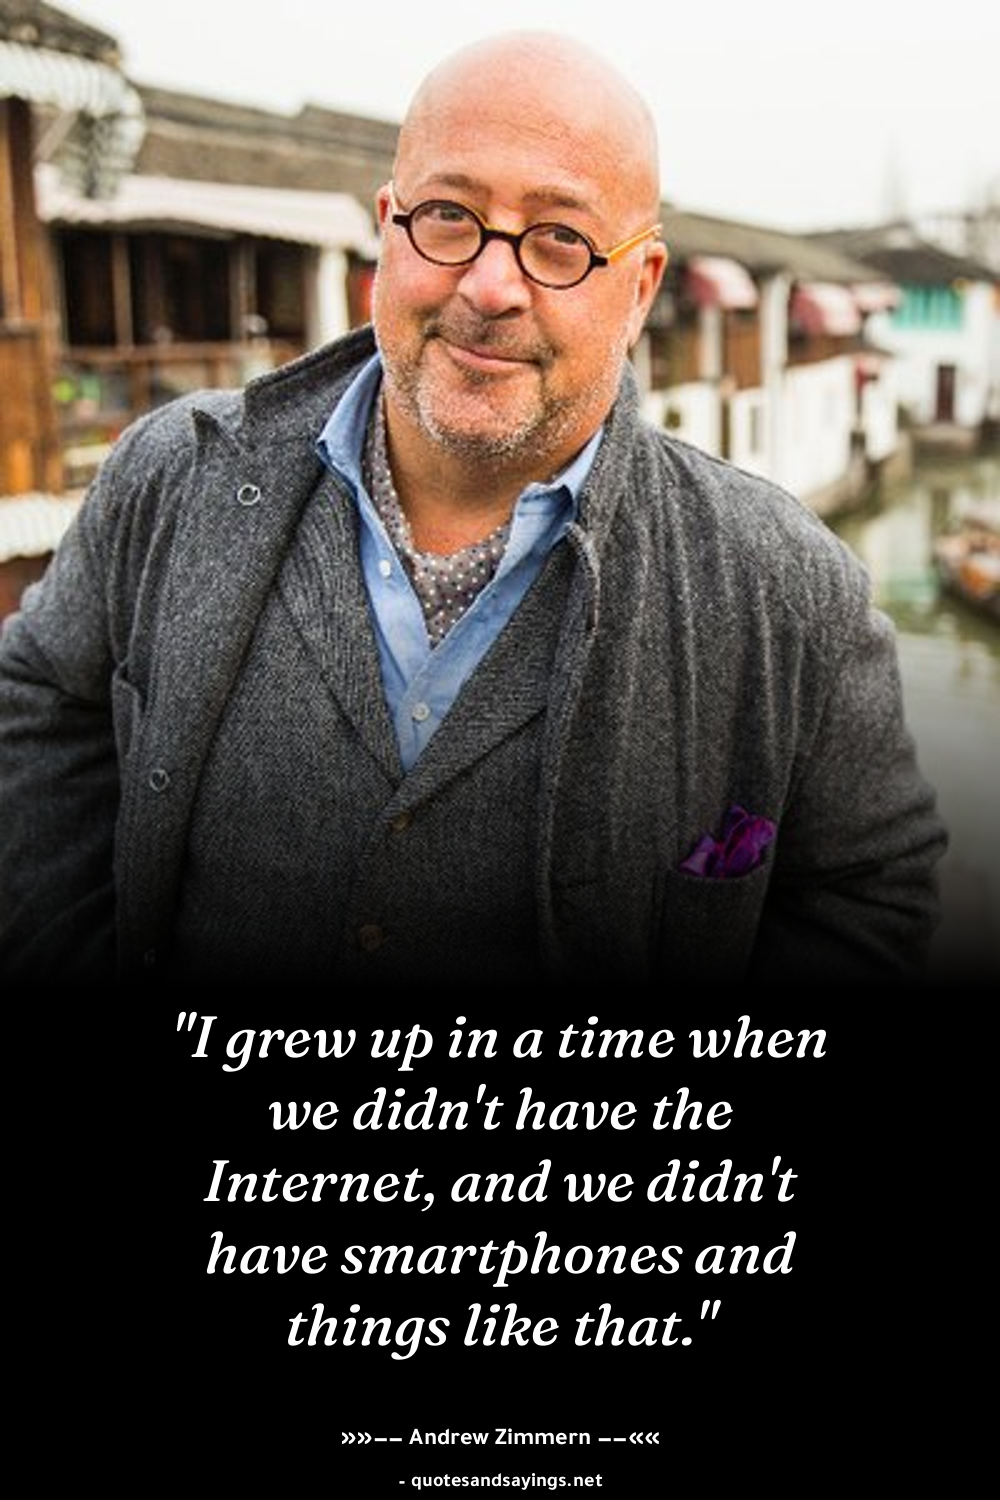 "I grew up in a time when
we didn't have the
Internet, and we didn't
have smartphones and
things like that."
»»–– Andrew Zimmern ––««
- quotesandsayings.net